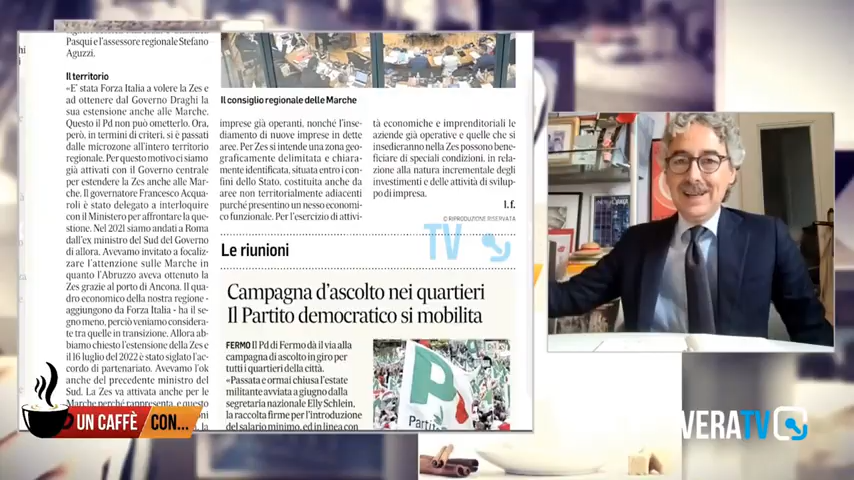 Pasqui e l'assessore regionale Stefano
Aguzzi.
Il territorio
«E' stata Forza Italia a volere la Zes e
ad ottenere dal Governo Draghi la
sua estensione anche alle Marche.
Questo il Pd non può ometterlo. Ora,
però, in termini di criteri, si è passati
dalle microzone all'intero territorio
regionale. Per questo motivo ci siamo
già attivati con il Governo centrale
per estendere la Zes anche alle Mar-
che. Il governatore Francesco Acqua-
roli è stato delegato a interloquire
con il Ministero per affrontare la que-
stione. Nel 2021 siamo andati a Roma
dall'ex ministro del Sud del Governo
di allora. Avevamo invitato a focaliz-
zare l'attenzione sulle Marche in
quanto l'Abruzzo aveva ottenuto la
Zes grazie al porto di Ancona. Il qua-
dro economico della nostra regione -
aggiungono da Forza Italia - ha il se-
gno meno, perciò veniamo considera-
te tra quelle in transizione. Allora ab-
biamo chiesto l'estensione della Zes e
il 16 luglio del 2022 è stato siglato l'ac-
cordo di partenariato. Avevamo l'ok
anche del precedente ministro del
Sud. La Zes va attivata anche per le
Marche perché rappresenta, e questo
Il consiglio regionale delle Marche
imprese già operanti, nonché l'inse-
diamento di nuove imprese in dette
aree. Per Zes si intende una zona geo-
graficamente delimitata e chiara-
mente identificata, situata entro i con-
fini dello Stato, costituita anche da
aree non territorialmente adiacenti
purché presentino un nesso economi-
co funzionale. Per l'esercizio di attivi-
tà economiche e imprenditoriali le
aziende già operative e quelle che si
insedieranno nella Zes possono bene-
ficiare di speciali condizioni, in rela-
zione alla natura incrementale degli
investimenti e delle attività di svilup-
po di impresa.
l. f.
© RIPRODUZIONE RISERVATA
TV
Le riunioni
Campagna d'ascolto nei quartieri
Il Partito democratico si mobilita
FERMO Il Pd di Fermo dà il via alla
campagna di ascolto in giro per
tutti i quartieri della città.
«Passata e ormai chiusa l'estate
militante avviata a giugno dalla
segretaria nazionale Elly Schlein,
la raccolta firme per l'introduzione
del salario minimo, ed in linea con
P
UN CAFFÈ CON...
VERATV